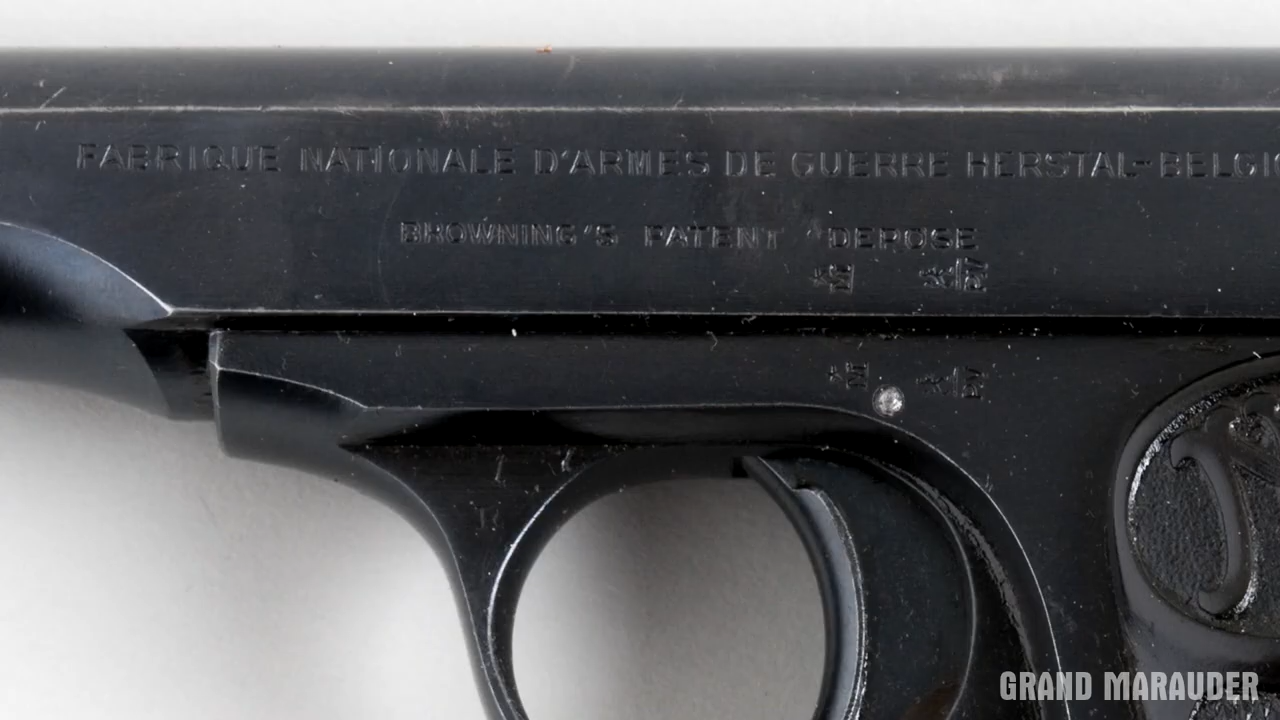 FABRIQUE NATIONALE D'ARMES DE GUERRE HERSTAL-BELGIQ
BROWNING'S PATENT DEPOSE
GRAND MARAUDER